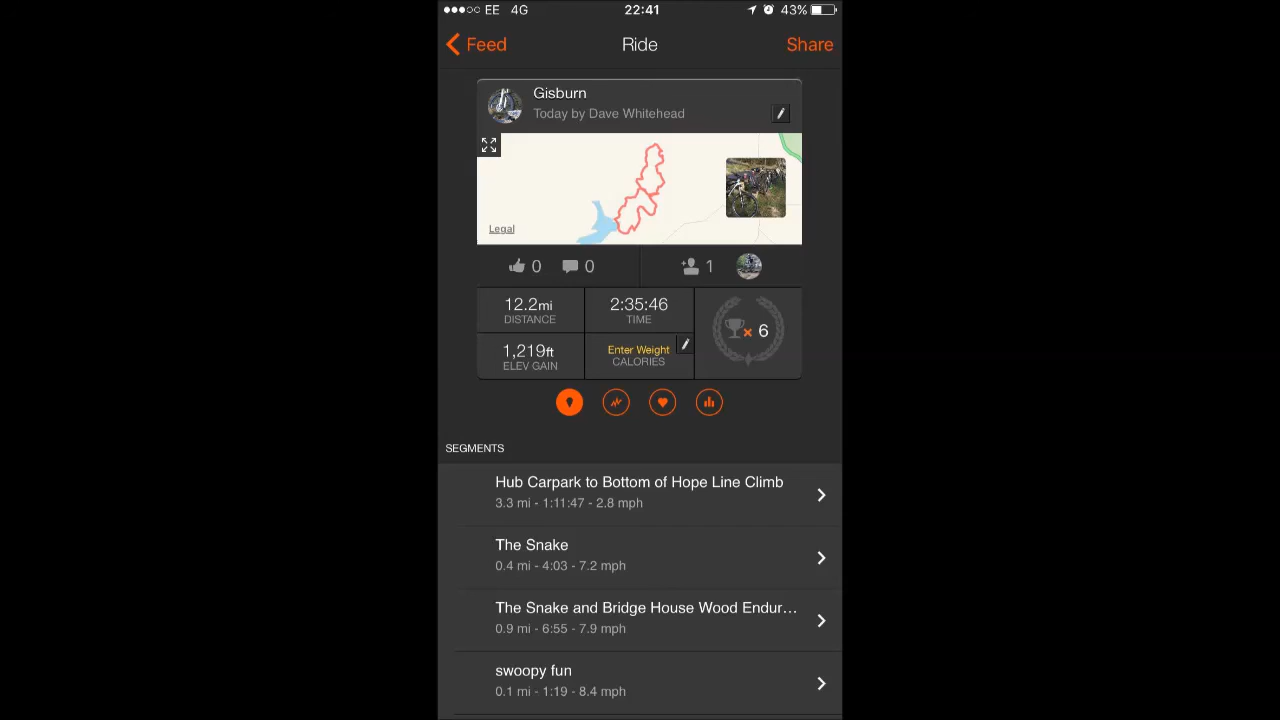 EE 4G 22:41 43%
Feed Ride Share
Gisburn
Today by Dave Whitehead
Legal
0 0 1
12.2mi 2:35:46
DISTANCE TIME
x 6
1,219ft Enter Weight
ELEV GAIN CALORIES
SEGMENTS
Hub Carpark to Bottom of Hope Line Climb
3.3 mi - 1:11:47 - 2.8 mph
The Snake
0.4 mi - 4:03 - 7.2 mph
The Snake and Bridge House Wood Endur...
0.9 mi - 6:55 - 7.9 mph
swoopy fun
0.1 mi - 1:19 - 8.4 mph